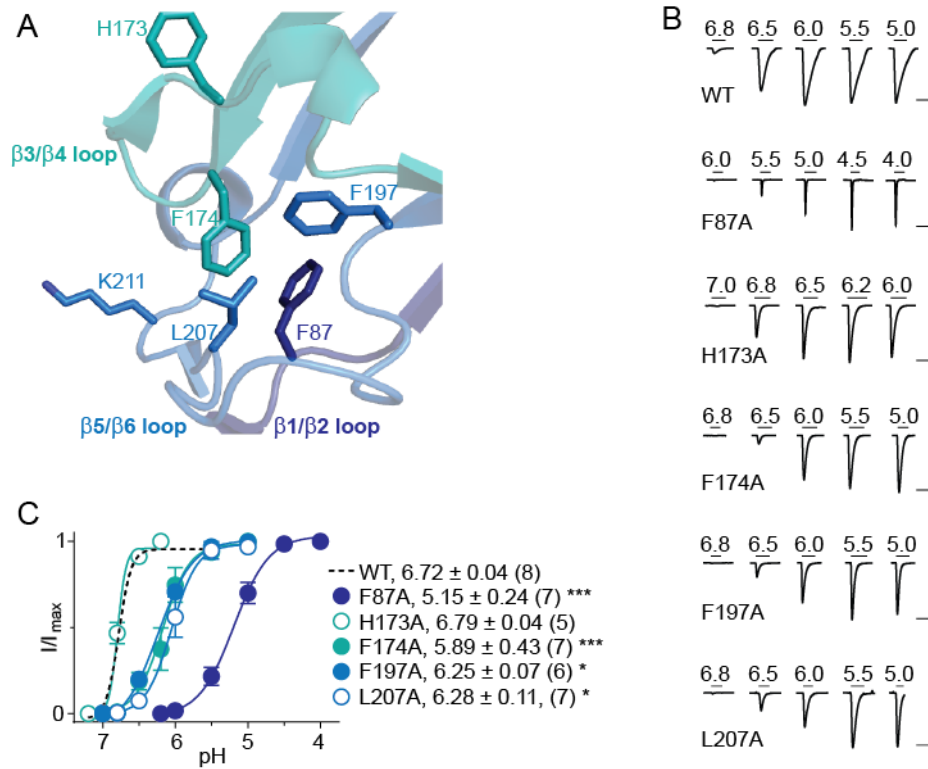 A
H173
β3/β4 loop
F197
F174
K211
L207
F87
β5/β6 loop
β1/β2 loop
B
6.8 6.5 6.0 5.5 5.0
WT
6.0 5.5 5.0 4.5 4.0
F87A
7.0 6.8 6.5 6.2 6.0
H173A
6.8 6.5 6.0 5.5 5.0
F174A
6.8 6.5 6.0 5.5 5.0
F197A
6.8 6.5 6.0 5.5 5.0
L207A
C
1
0
I/Imax
7 6 5 4
pH
WT, 6.72 ± 0.04 (8)
F87A, 5.15 ± 0.24 (7) ***
H173A, 6.79 ± 0.04 (5)
F174A, 5.89 ± 0.43 (7) ***
F197A, 6.25 ± 0.07 (6) *
L207A, 6.28 ± 0.11, (7) *